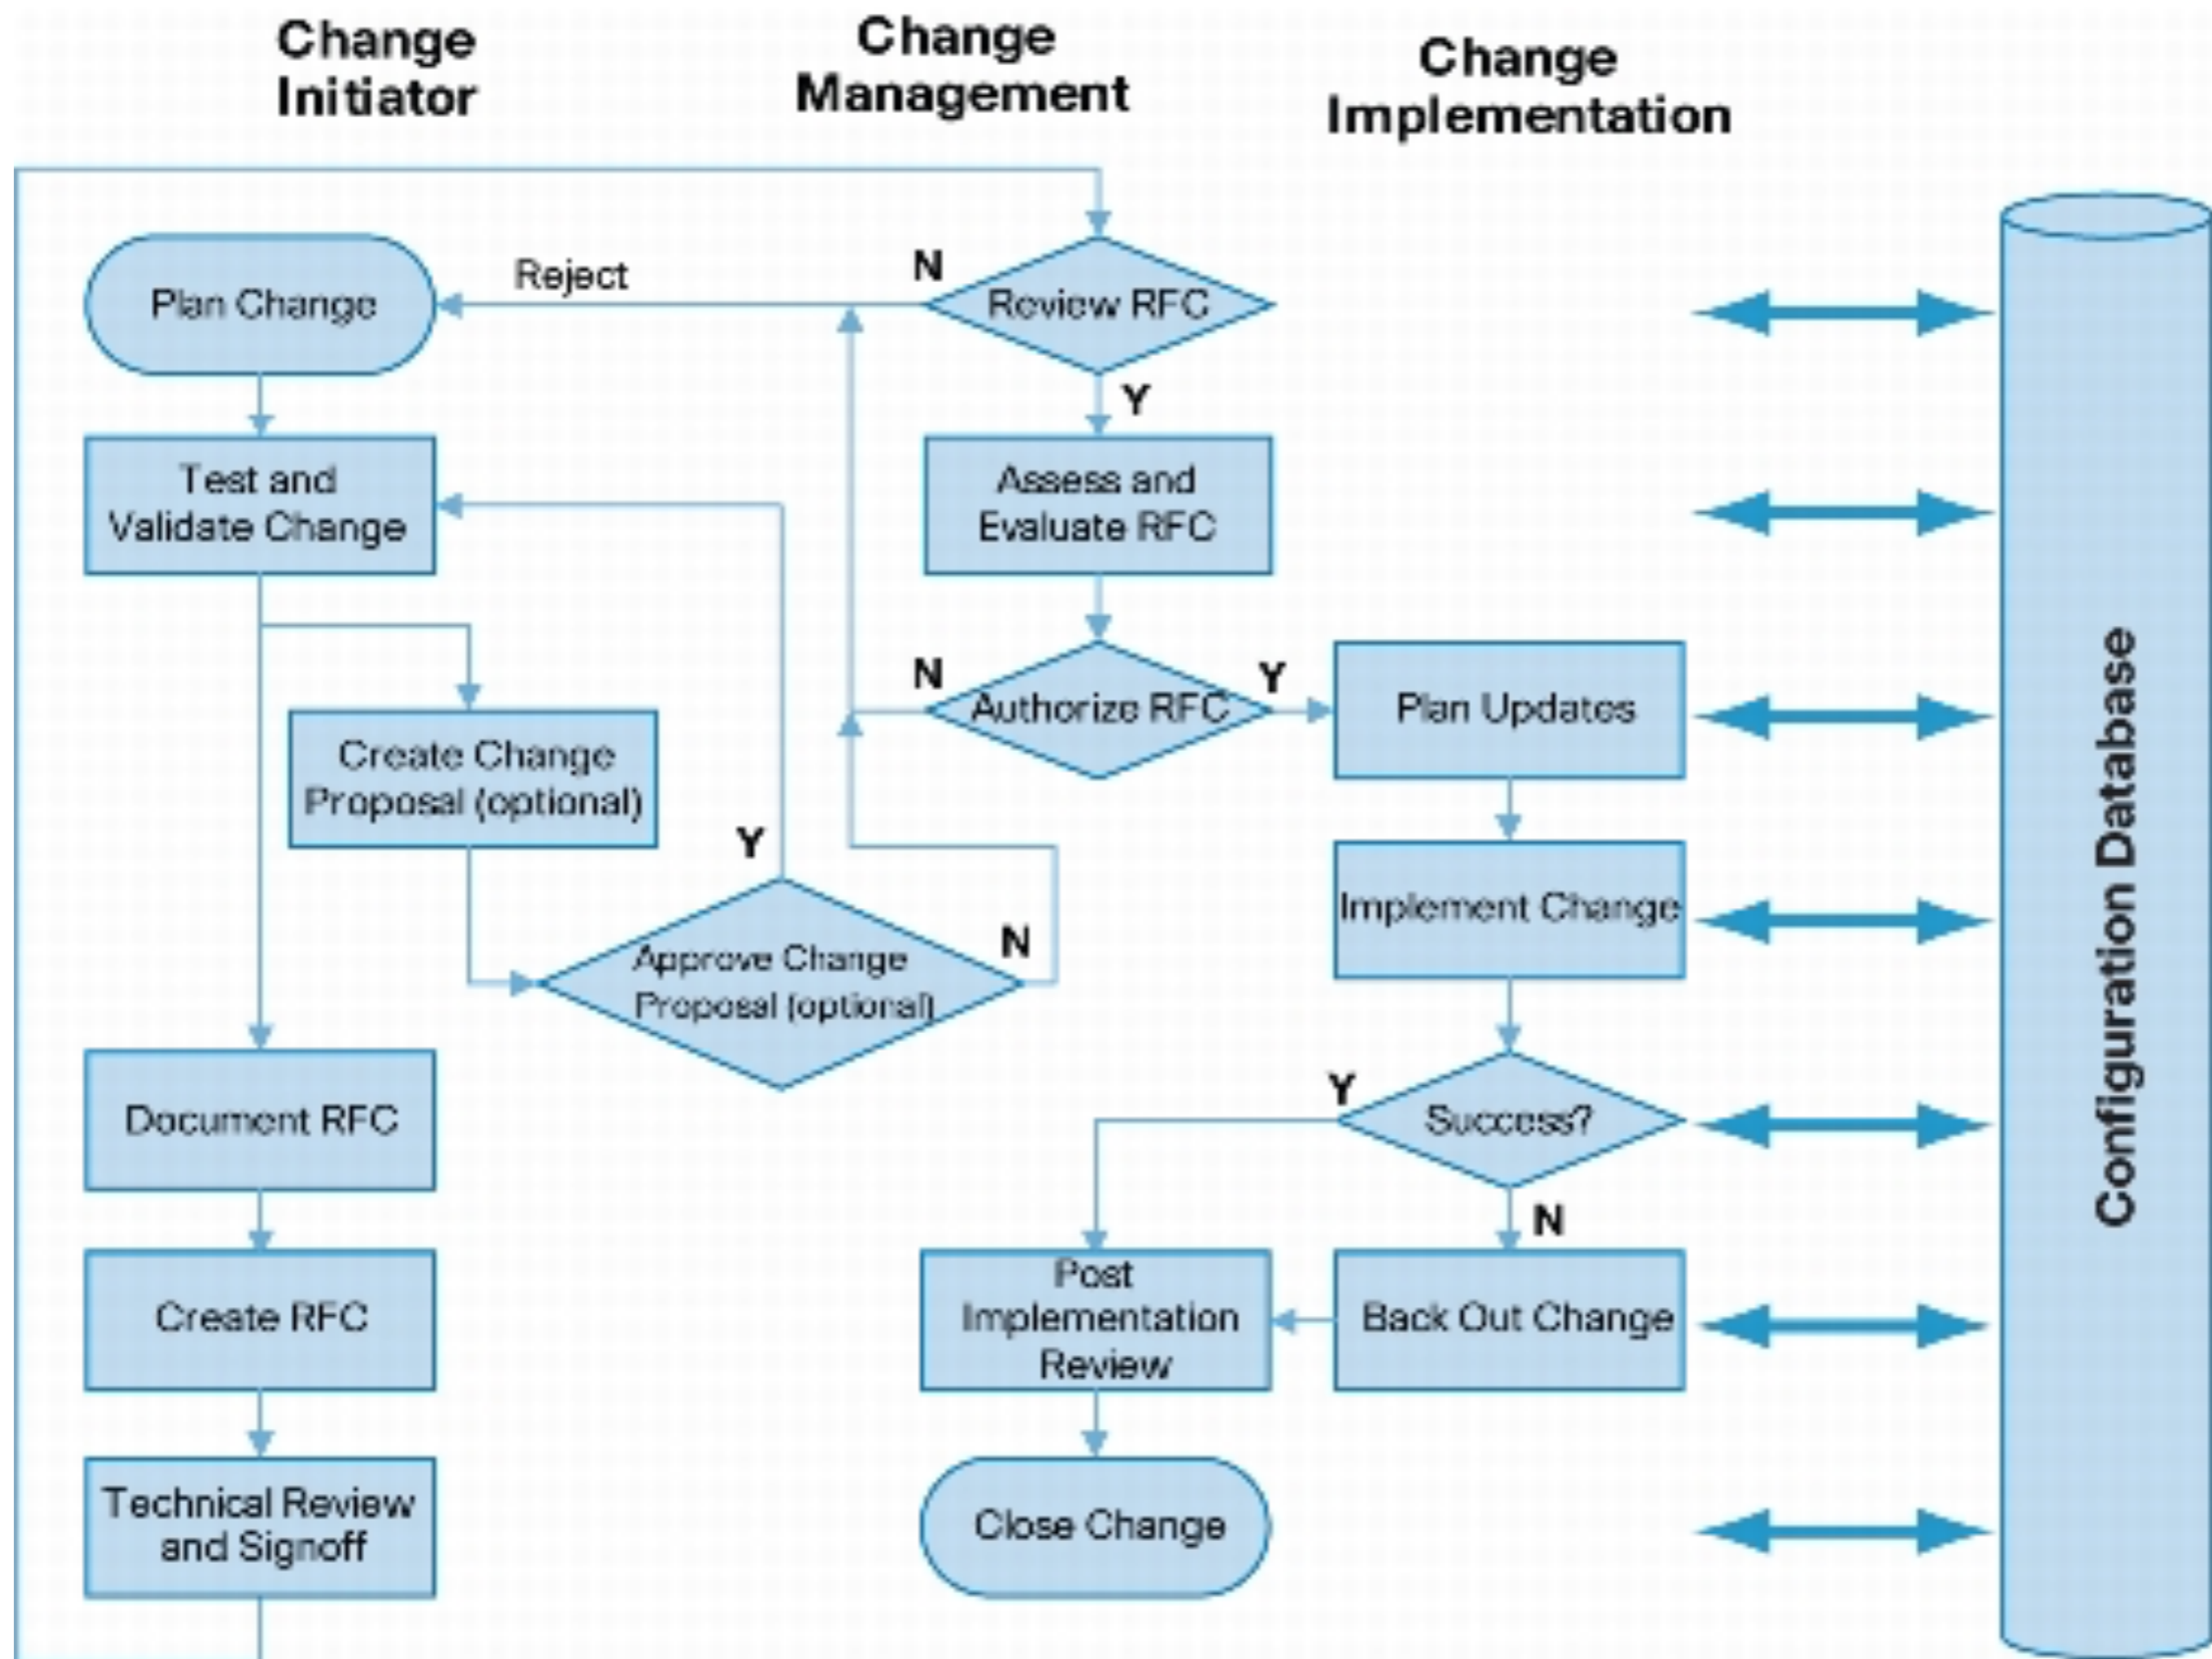 Change
Initiator
Change
Management
Change
Implementation
Plan Change
Reject
N
Review RFC
Y
Test and
Validate Change
Assess and
Evaluate RFC
Create Change
Proposal (optional)
N
Authorize RFC
Y
Plan Updates
Y
Approve Change
Proposal (optional)
N
Implement Change
Document RFC
Y
Success?
N
Create RFC
Post
Implementation
Review
Back Out Change
Technical Review
and Signoff
Close Change
Configuration Database